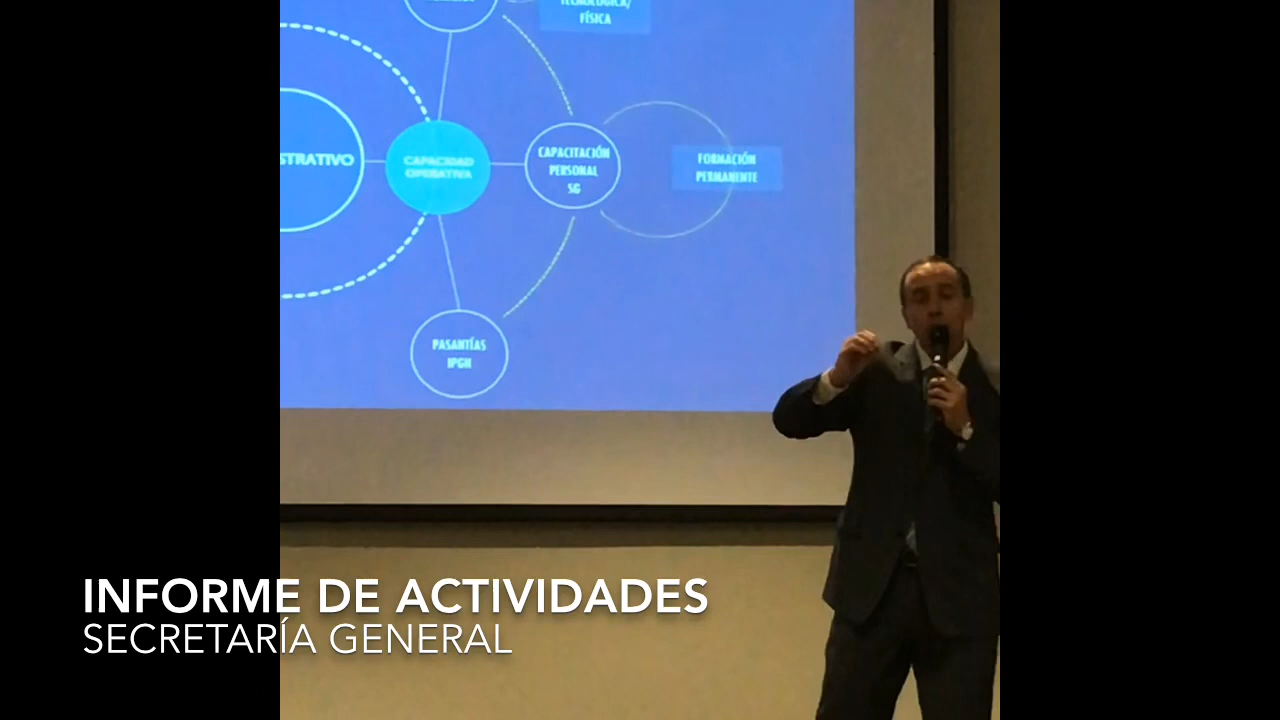 TECNOLÓGICA/
FÍSICA
STRATIVO
CAPACIDAD
OPERATIVA
CAPACITACIÓN
PERSONAL
SG
FORMACIÓN
PERMANENTE
PASANTÍAS
IPGH
INFORME DE ACTIVIDADES
SECRETARÍA GENERAL